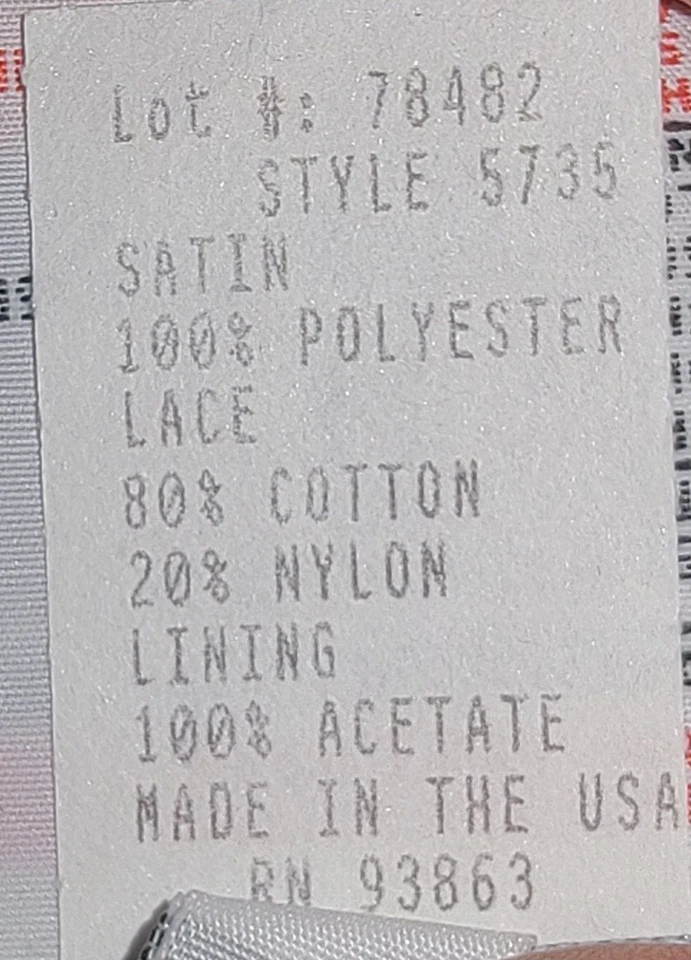 Lot #: 78482
STYLE 5735
SATIN
100% POLYESTER
LACE
80% COTTON
20% NYLON
LINING
100% ACETATE
MADE IN THE USA
RN 93863